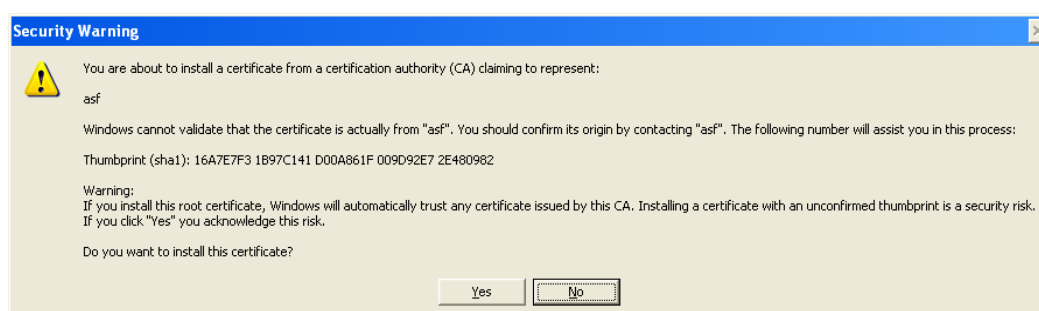 Security Warning
You are about to install a certificate from a certification authority (CA) claiming to represent:
asf
Windows cannot validate that the certificate is actually from "asf". You should confirm its origin by contacting "asf". The following number will assist you in this process:
Thumbprint (sha1): 16A7E7F3 1B97C141 D00A861F 009D92E7 2E480982
Warning:
If you install this root certificate, Windows will automatically trust any certificate issued by this CA. Installing a certificate with an unconfirmed thumbprint is a security risk.
If you click "Yes" you acknowledge this risk.
Do you want to install this certificate?
Yes
No